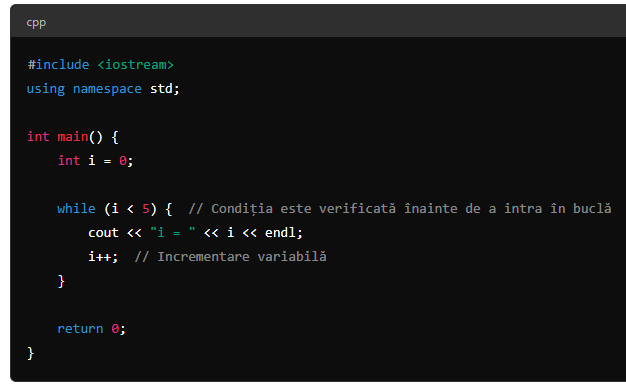 cpp
#include <iostream>
using namespace std;
int main() {
    int i = 0;
    while (i < 5) {  // Condiția este verificată înainte de a intra în buclă
        cout << "i = " << i << endl;
        i++;  // Incrementare variabilă
    }
    return 0;
}